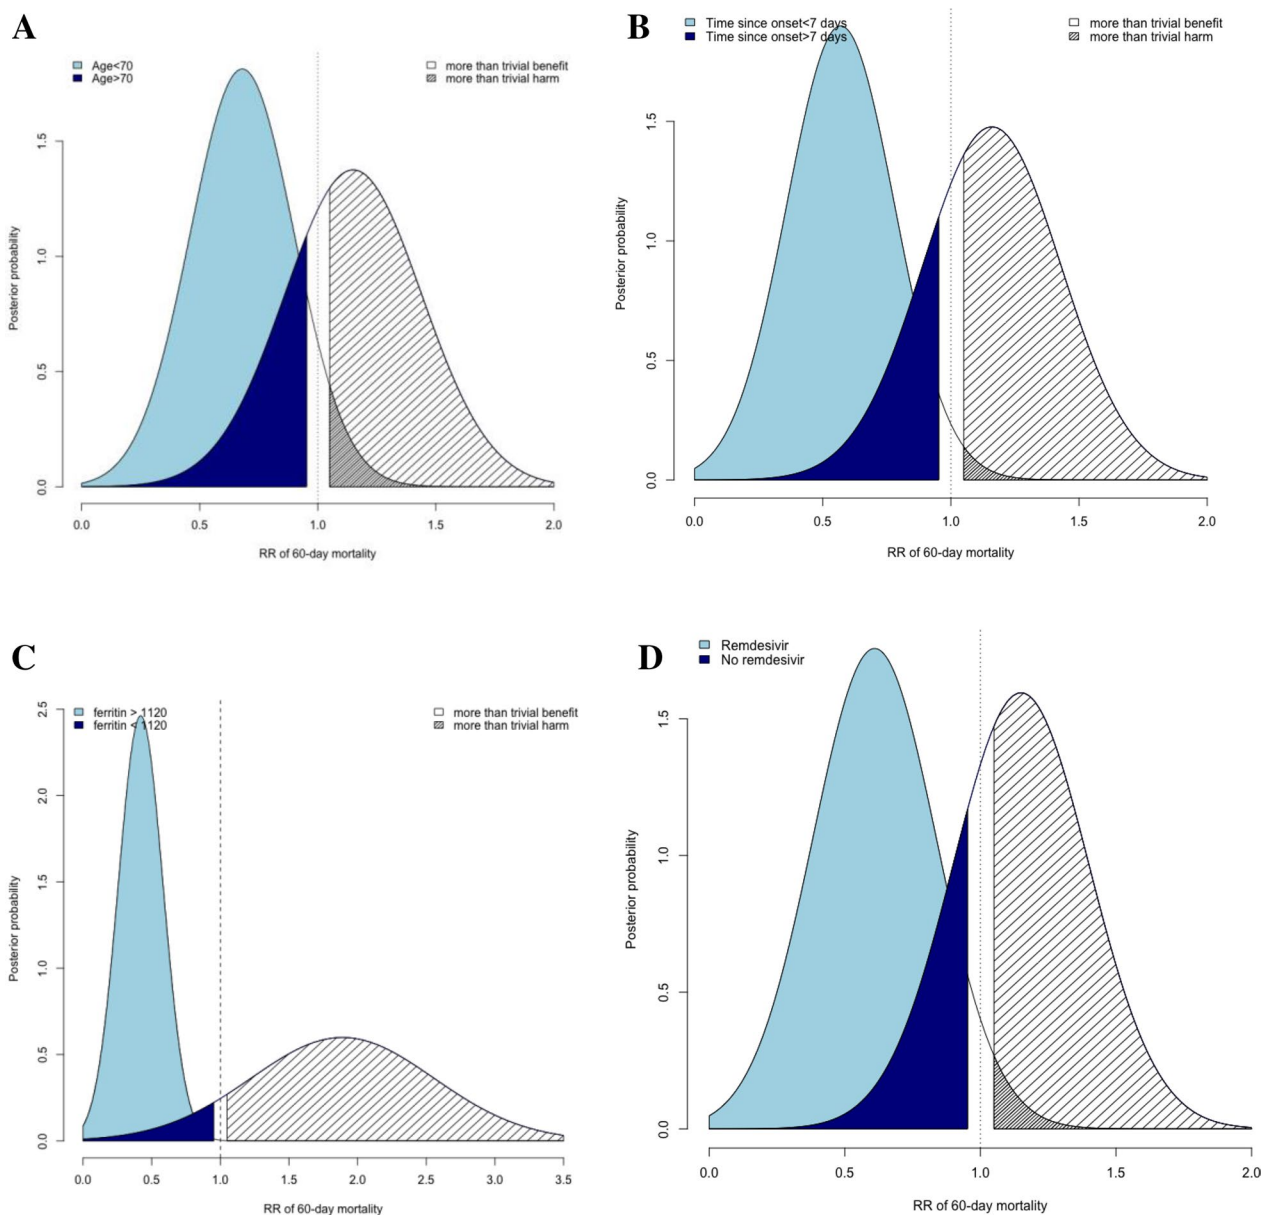 A
Age<70
Age>70
more than trivial benefit
more than trivial harm
Posterior probability
0.0 0.5 1.0 1.5
0.0 0.5 1.0 1.5 2.0
RR of 60-day mortality
B
Time since onset<7 days
Time since onset>7 days
more than trivial benefit
more than trivial harm
Posterior probability
0.0 0.5 1.0 1.5
0.0 0.5 1.0 1.5 2.0
RR of 60-day mortality
C
ferritin > 1120
ferritin < 1120
more than trivial benefit
more than trivial harm
Posterior probability
0.0 0.5 1.0 1.5 2.0 2.5
0.0 0.5 1.0 1.5 2.0 2.5 3.0 3.5
RR of 60-day mortality
D
Remdesivir
No remdesivir
Posterior probability
0.0 0.5 1.0 1.5
0.0 0.5 1.0 1.5 2.0
RR of 60-day mortality